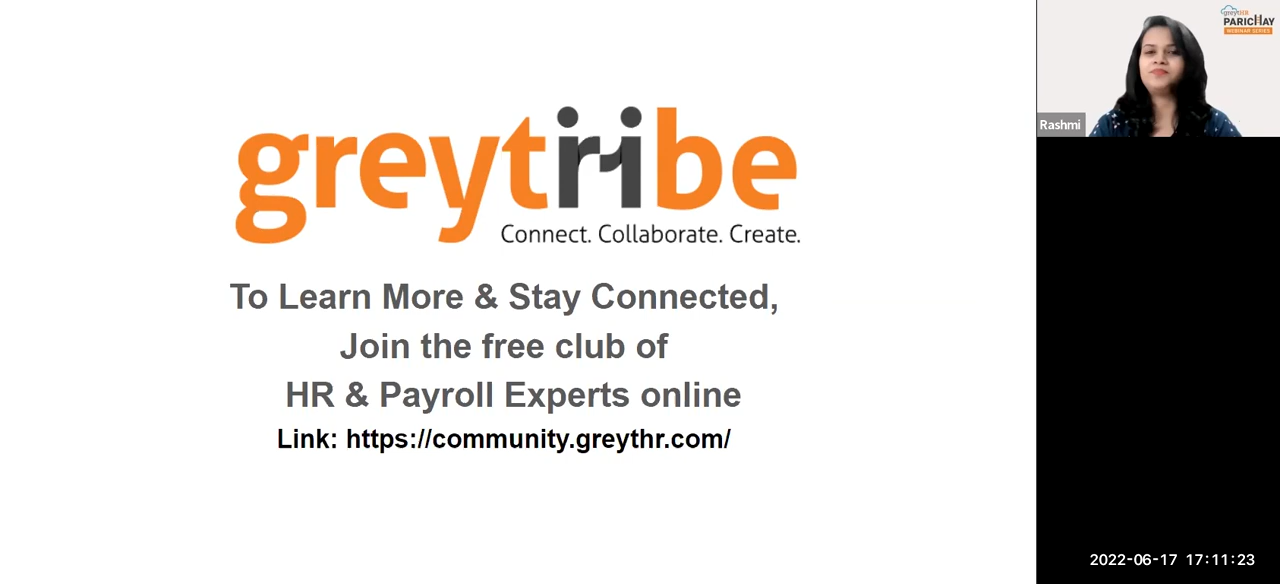 greytribe
Connect. Collaborate. Create.
To Learn More & Stay Connected,
Join the free club of
HR & Payroll Experts online
Link: https://community.greythr.com/
greytHR
PARICHAY
WEBINAR SERIES
Rashmi
2022-06-17 17:11:23